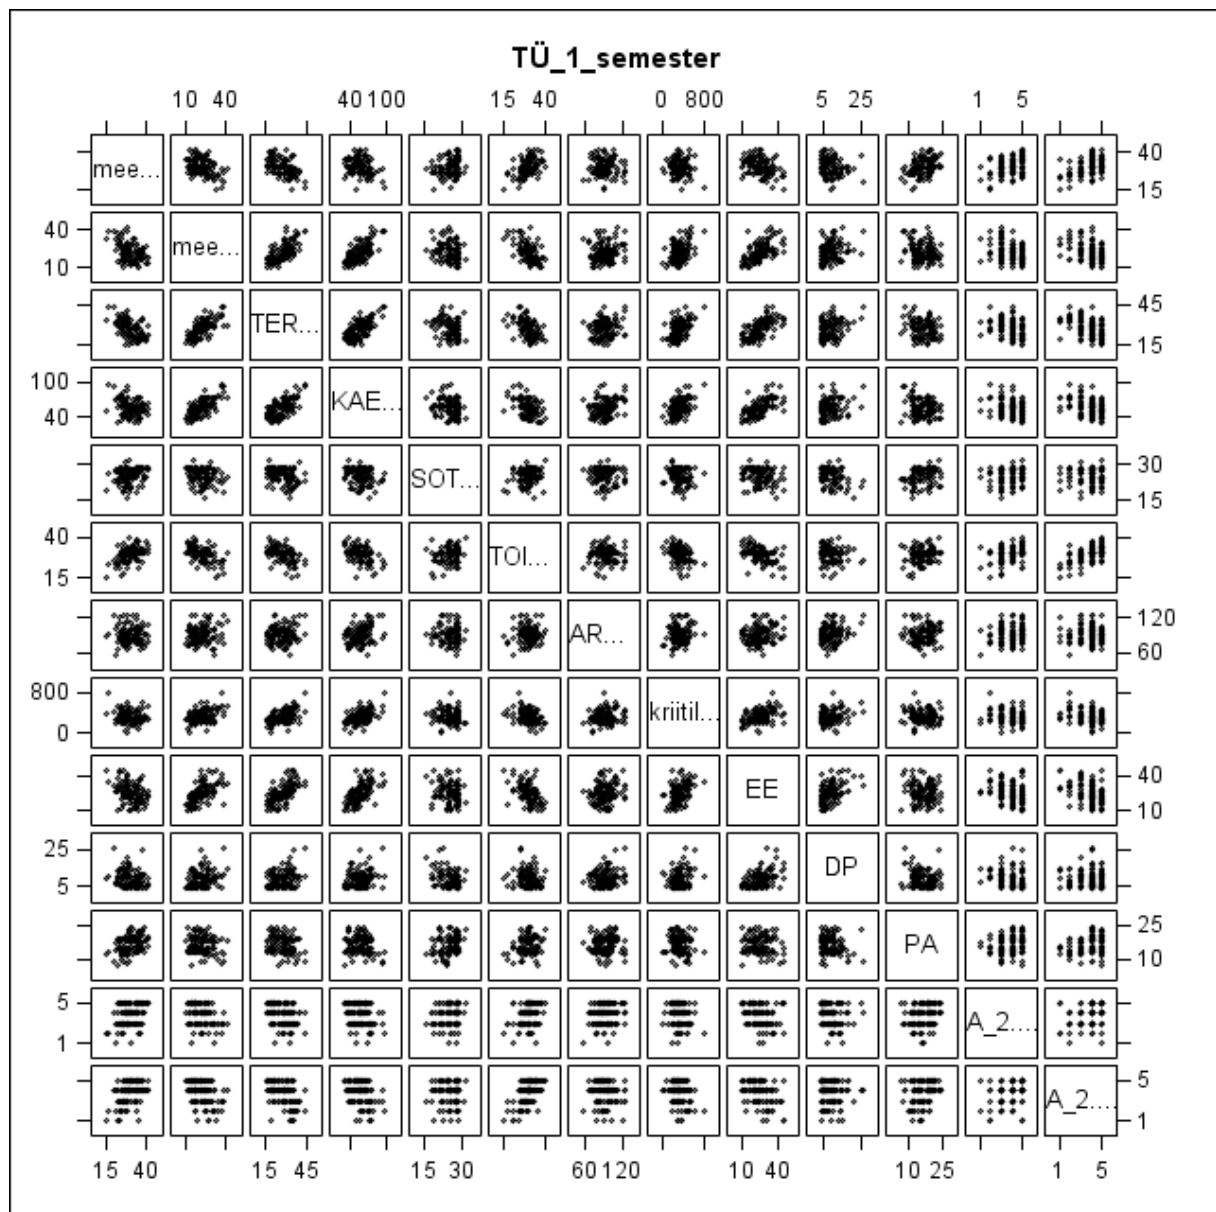 TÜ_1_semester
10 40 40 100 15 40 0 800 5 25 1 5
mee... 40
15
40
10 mee...
TER... 45
15
100
40 KAE...
SOT... 30
15
40
15 TOI...
AR... 120
60
800
0 kriitil...
EE 40
10
25
5 DP
PA 25
10
5
1 A_2....
A_2.... 5
1
15 40 15 45 15 30 60 120 10 40 10 25 1 5